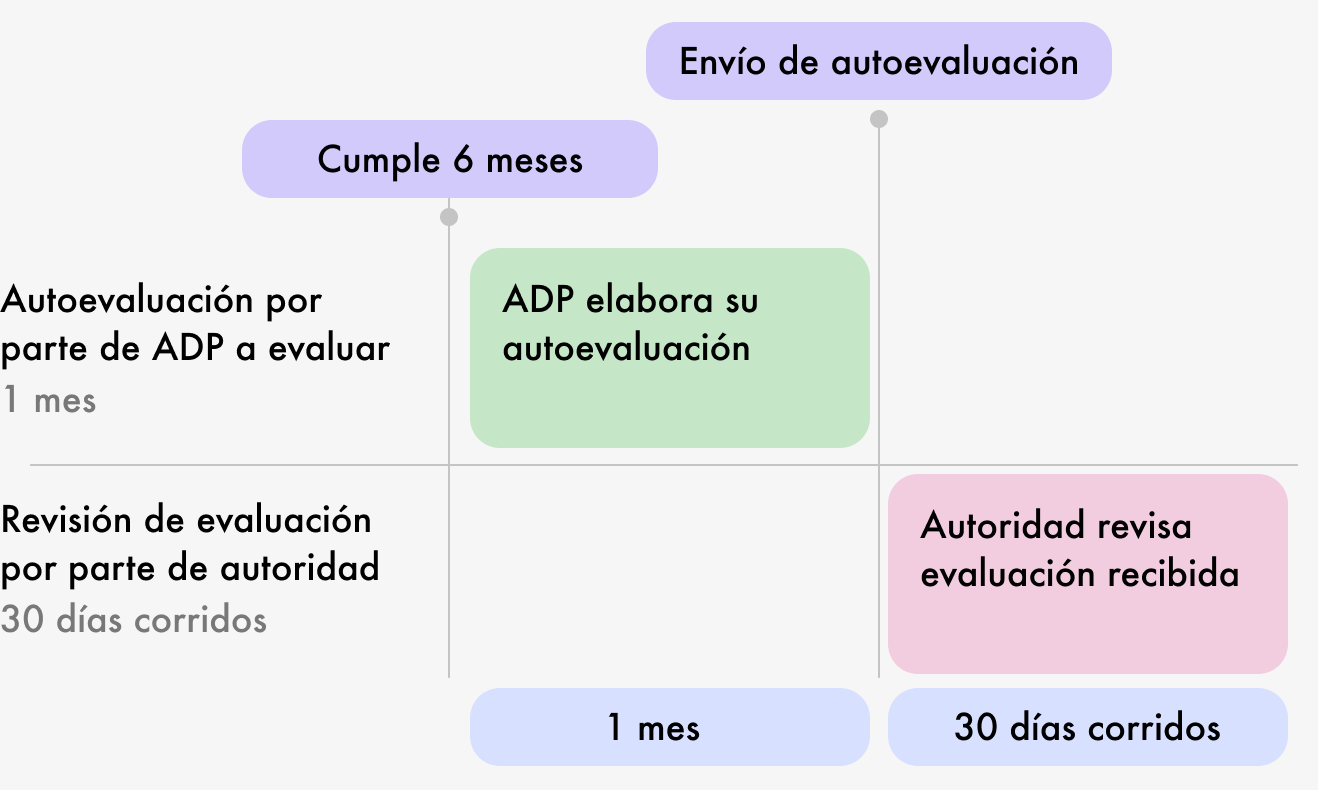 Envío de autoevaluación
Cumple 6 meses
Autoevaluación por
parte de ADP a evaluar
1 mes
ADP elabora su
autoevaluación
Revisión de evaluación
por parte de autoridad
30 días corridos
Autoridad revisa
evaluación recibida
1 mes
30 días corridos